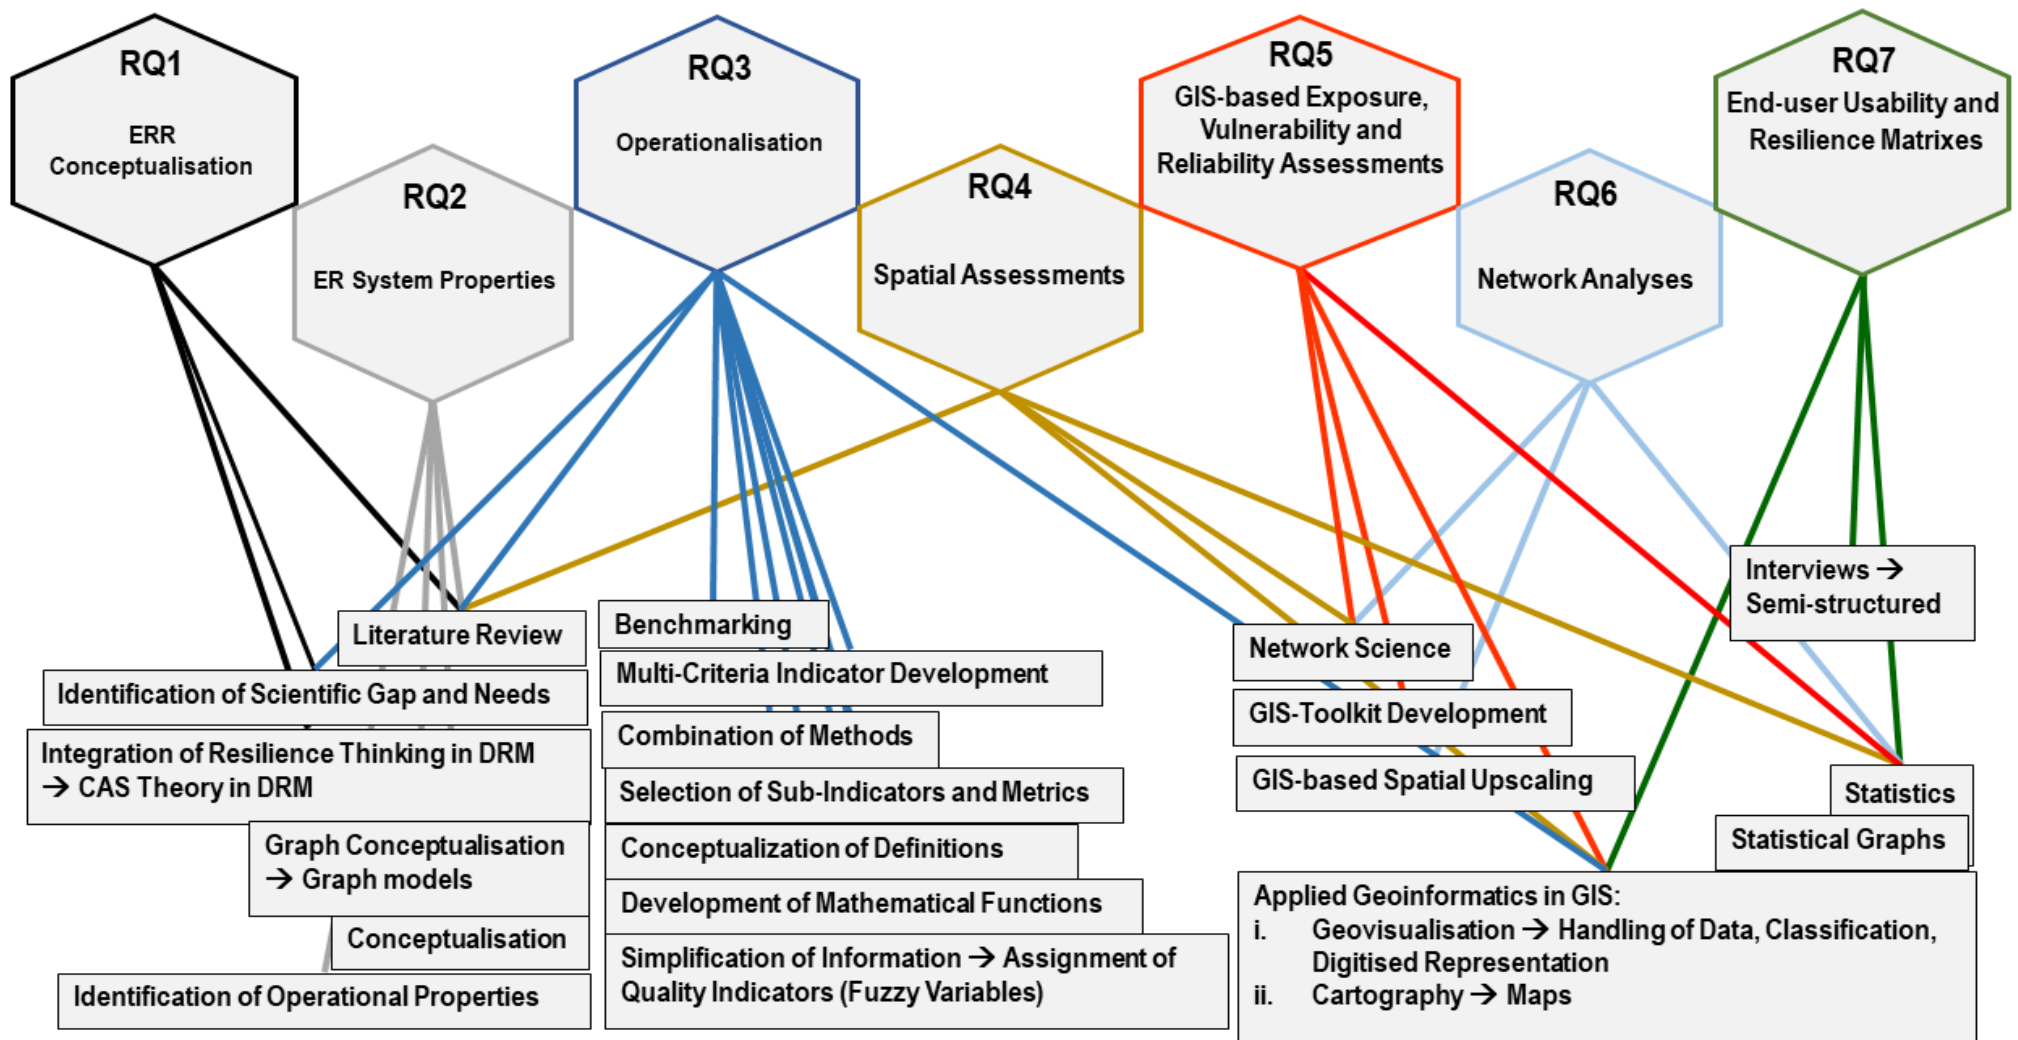 RQ1
ERR
Conceptualisation
RQ2
ER System Properties
RQ3
Operationalisation
RQ4
Spatial Assessments
RQ5
GIS-based Exposure,
Vulnerability and
Reliability Assessments
RQ6
Network Analyses
RQ7
End-user Usability and
Resilience Matrixes
Literature Review
Identification of Scientific Gap and Needs
Integration of Resilience Thinking in DRM
→ CAS Theory in DRM
Graph Conceptualisation
→ Graph models
Conceptualisation
Identification of Operational Properties
Benchmarking
Multi-Criteria Indicator Development
Combination of Methods
Selection of Sub-Indicators and Metrics
Conceptualization of Definitions
Development of Mathematical Functions
Simplification of Information → Assignment of
Quality Indicators (Fuzzy Variables)
Network Science
GIS-Toolkit Development
GIS-based Spatial Upscaling
Interviews →
Semi-structured
Statistics
Statistical Graphs
Applied Geoinformatics in GIS:
i. Geovisualisation → Handling of Data, Classification,
Digitised Representation
ii. Cartography → Maps